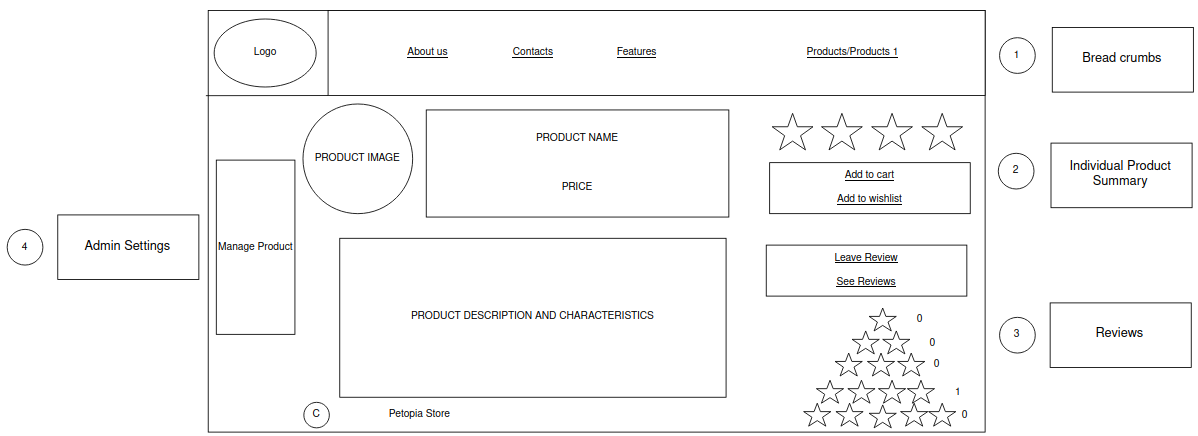 Logo
About us
Contacts
Features
Products/Products 1
1
Bread crumbs
PRODUCT IMAGE
PRODUCT NAME
PRICE
Add to cart
Add to wishlist
2
Individual Product
Summary
4
Admin Settings
Manage Product
Leave Review
See Reviews
PRODUCT DESCRIPTION AND CHARACTERISTICS
0
0
0
1
0
3
Reviews
C
Petopia Store